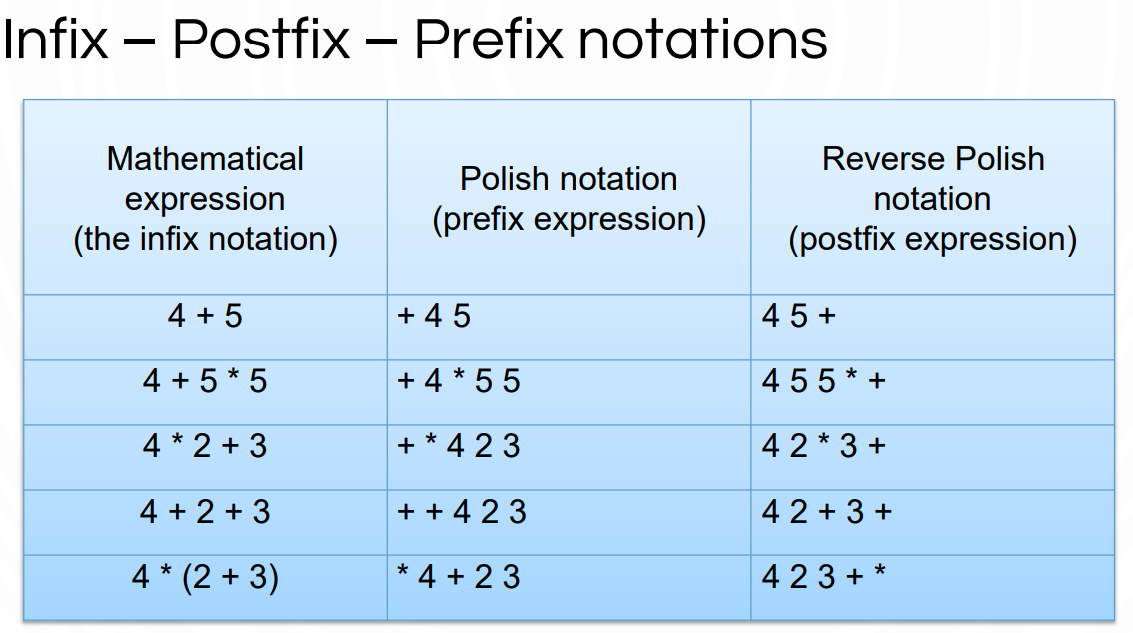 Infix – Postfix – Prefix notations
Mathematical
expression
(the infix notation)
Polish notation
(prefix expression)
Reverse Polish
notation
(postfix expression)
4 + 5
+ 4 5
4 5 +
4 + 5 * 5
+ 4 * 5 5
4 5 5 * +
4 * 2 + 3
+ * 4 2 3
4 2 * 3 +
4 + 2 + 3
+ + 4 2 3
4 2 + 3 +
4 * (2 + 3)
* 4 + 2 3
4 2 3 + *